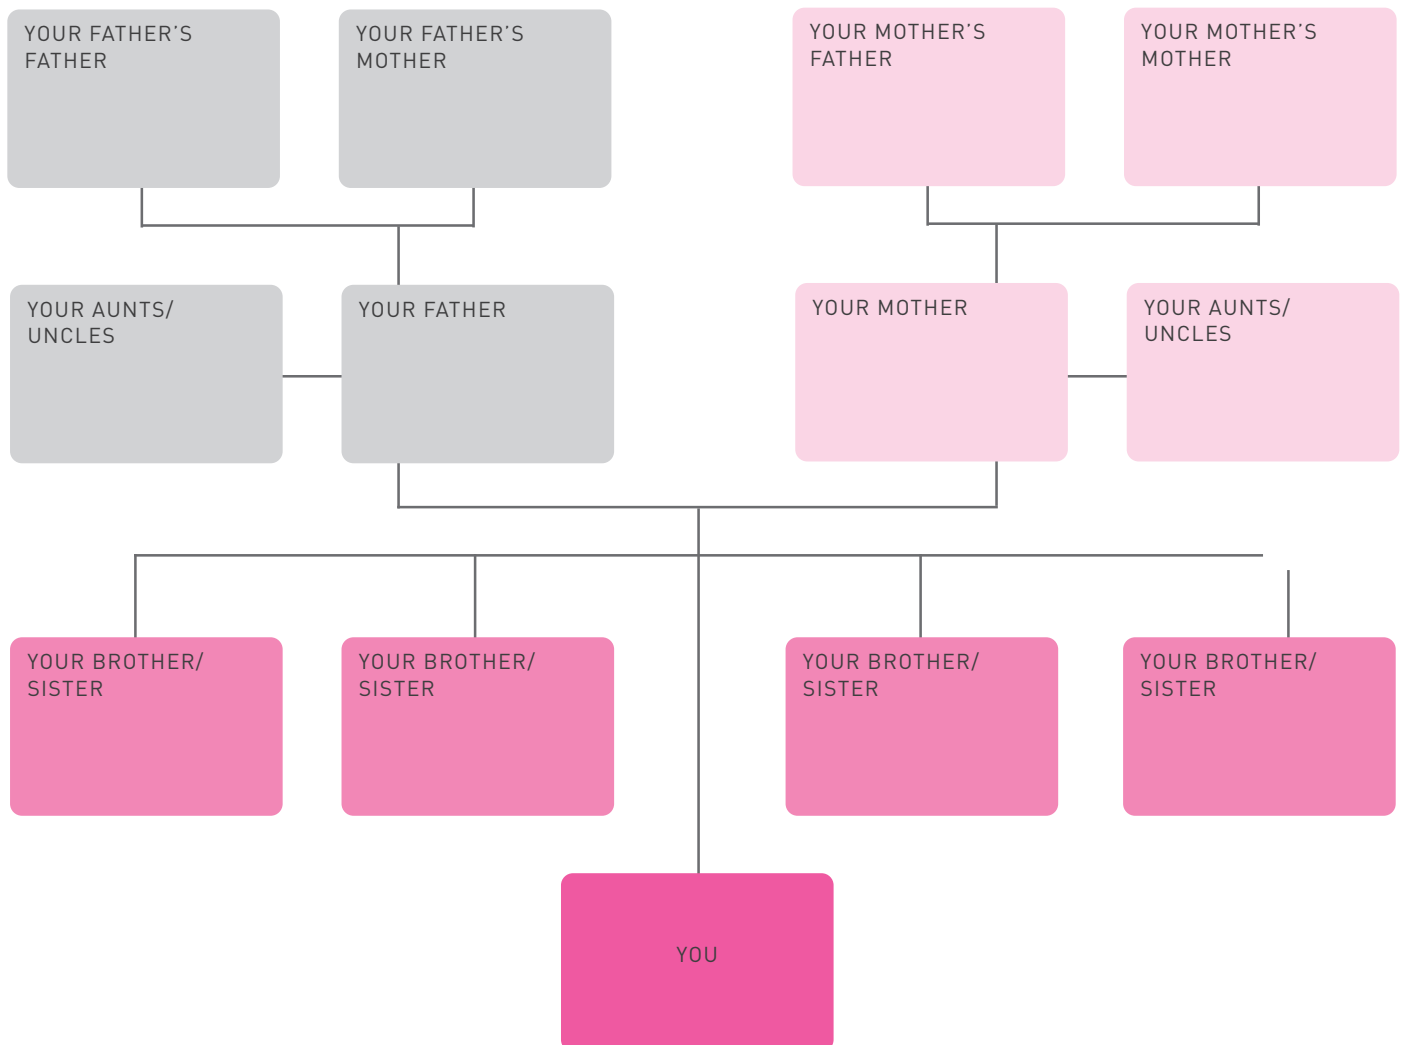 YOUR FATHER’S
FATHER
YOUR FATHER’S
MOTHER
YOUR MOTHER’S
FATHER
YOUR MOTHER’S
MOTHER
YOUR AUNTS/
UNCLES
YOUR FATHER
YOUR MOTHER
YOUR AUNTS/
UNCLES
YOUR BROTHER/
SISTER
YOUR BROTHER/
SISTER
YOUR BROTHER/
SISTER
YOUR BROTHER/
SISTER
YOU